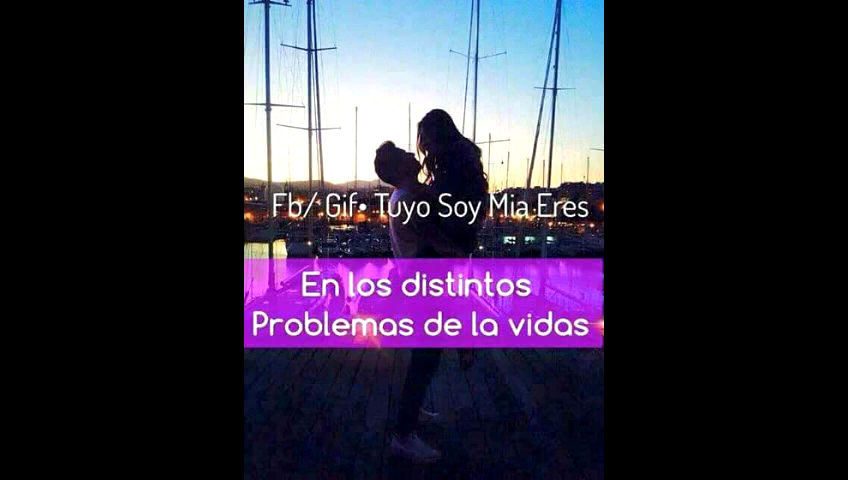 Fb/ Gif• Tuyo Soy Mia Eres
En los distintos
Problemas de la vidas